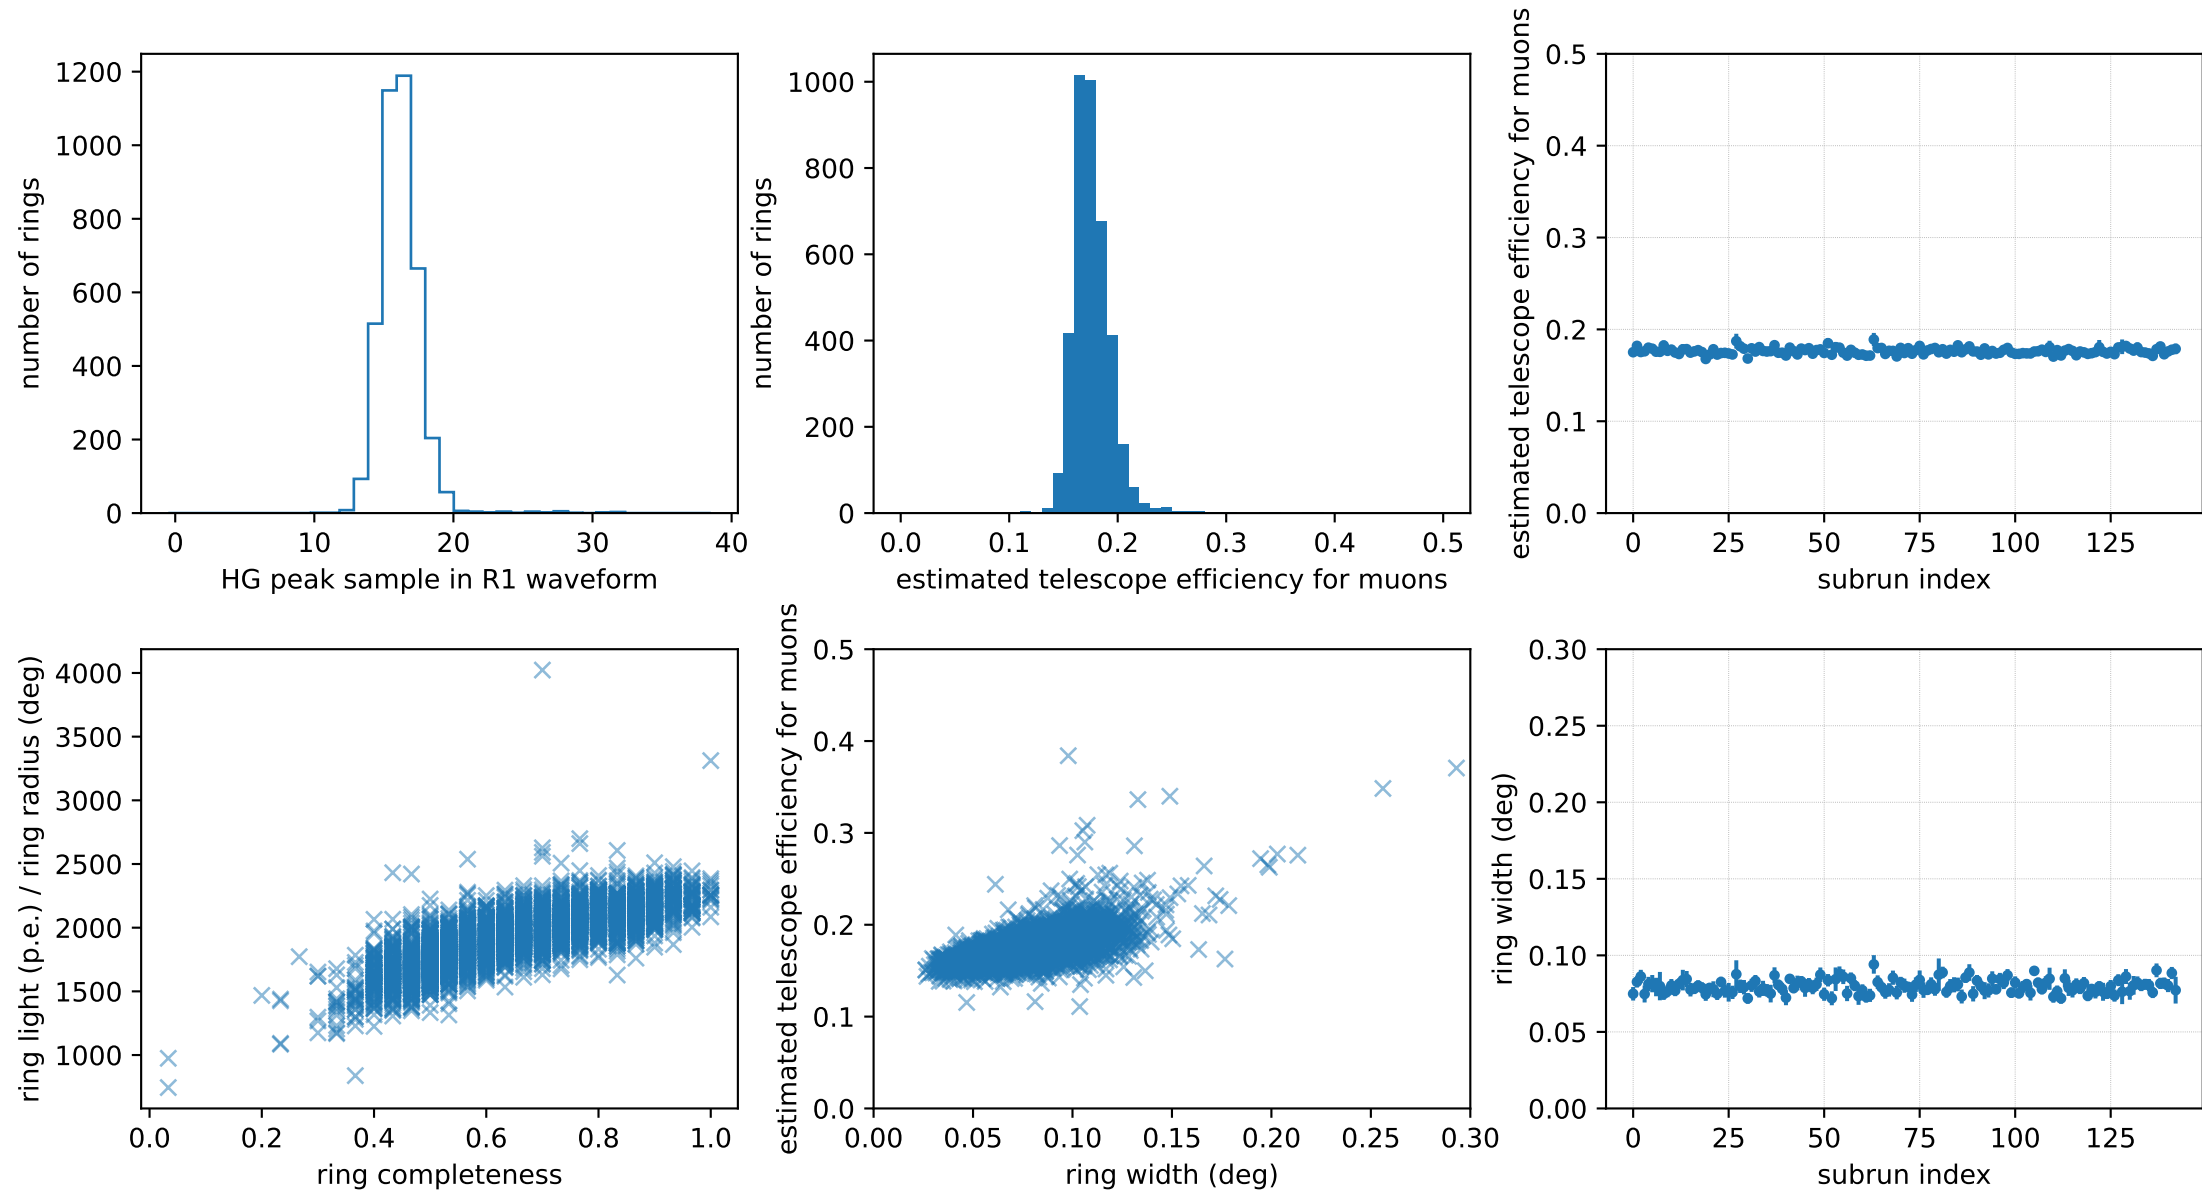 number of rings
1200
1000
800
600
400
200
0
0 10 20 30 40
HG peak sample in R1 waveform
number of rings
1000
800
600
400
200
0
0.0 0.1 0.2 0.3 0.4 0.5
estimated telescope efficiency for muons
estimated telescope efficiency for muons
0.5
0.4
0.3
0.2
0.1
0.0
0 25 50 75 100 125
subrun index
ring light (p.e.) / ring radius (deg)
4000
3500
3000
2500
2000
1500
1000
0.0 0.2 0.4 0.6 0.8 1.0
ring completeness
estimated telescope efficiency for muons
0.5
0.4
0.3
0.2
0.1
0.0
0.00 0.05 0.10 0.15 0.20 0.25 0.30
ring width (deg)
ring width (deg)
0.30
0.25
0.20
0.15
0.10
0.05
0.00
0 25 50 75 100 125
subrun index